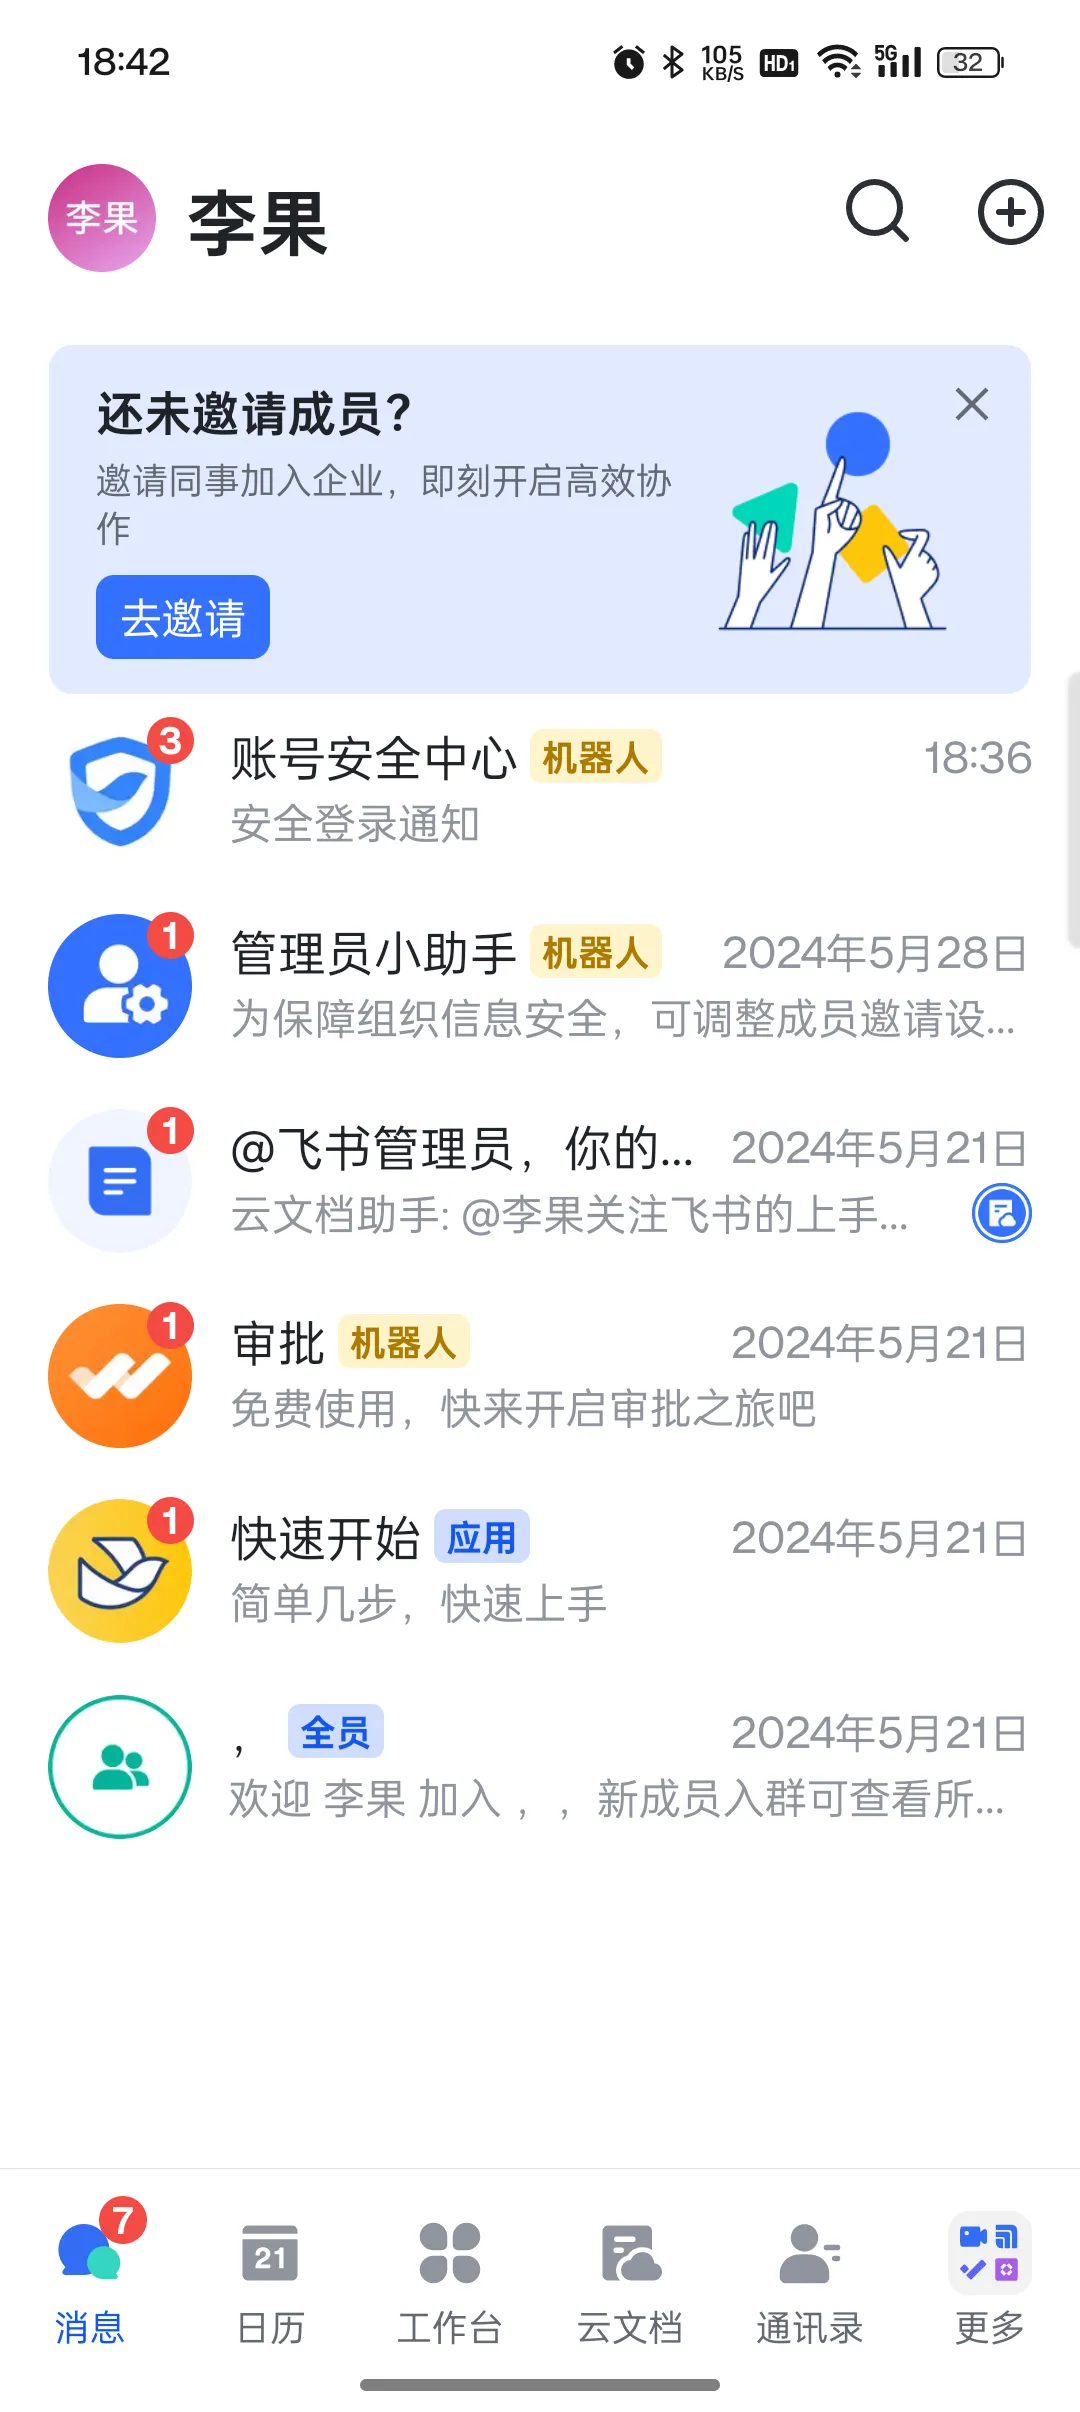 18:42
105 KB/S HD1 5G 32
李果 李果
还未邀请成员?
邀请同事加入企业，即刻开启高效协
作
去邀请
3
账号安全中心 机器人 18:36
安全登录通知
1
管理员小助手 机器人 2024年5月28日
为保障组织信息安全，可调整成员邀请设...
1
@飞书管理员，你的... 2024年5月21日
云文档助手: @李果关注飞书的上手...
1
审批 机器人 2024年5月21日
免费使用，快来开启审批之旅吧
1
快速开始 应用 2024年5月21日
简单几步，快速上手
， 全员 2024年5月21日
欢迎 李果 加入 ，，新成员入群可查看所...
7
21
消息 日历 工作台 云文档 通讯录 更多